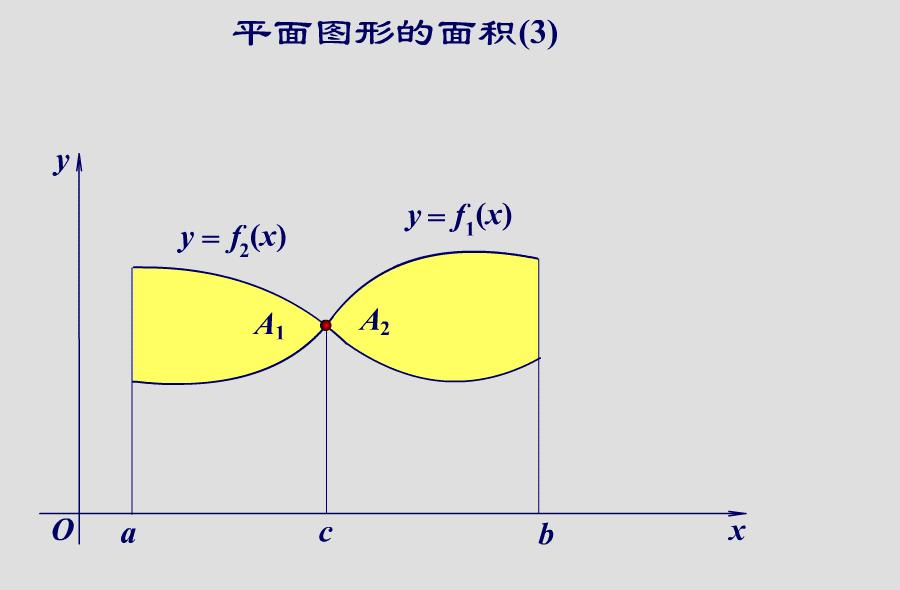 平面图形的面积(3)
y
y = f₂(x)
y = f₁(x)
A₁
A₂
O
a
c
b
x